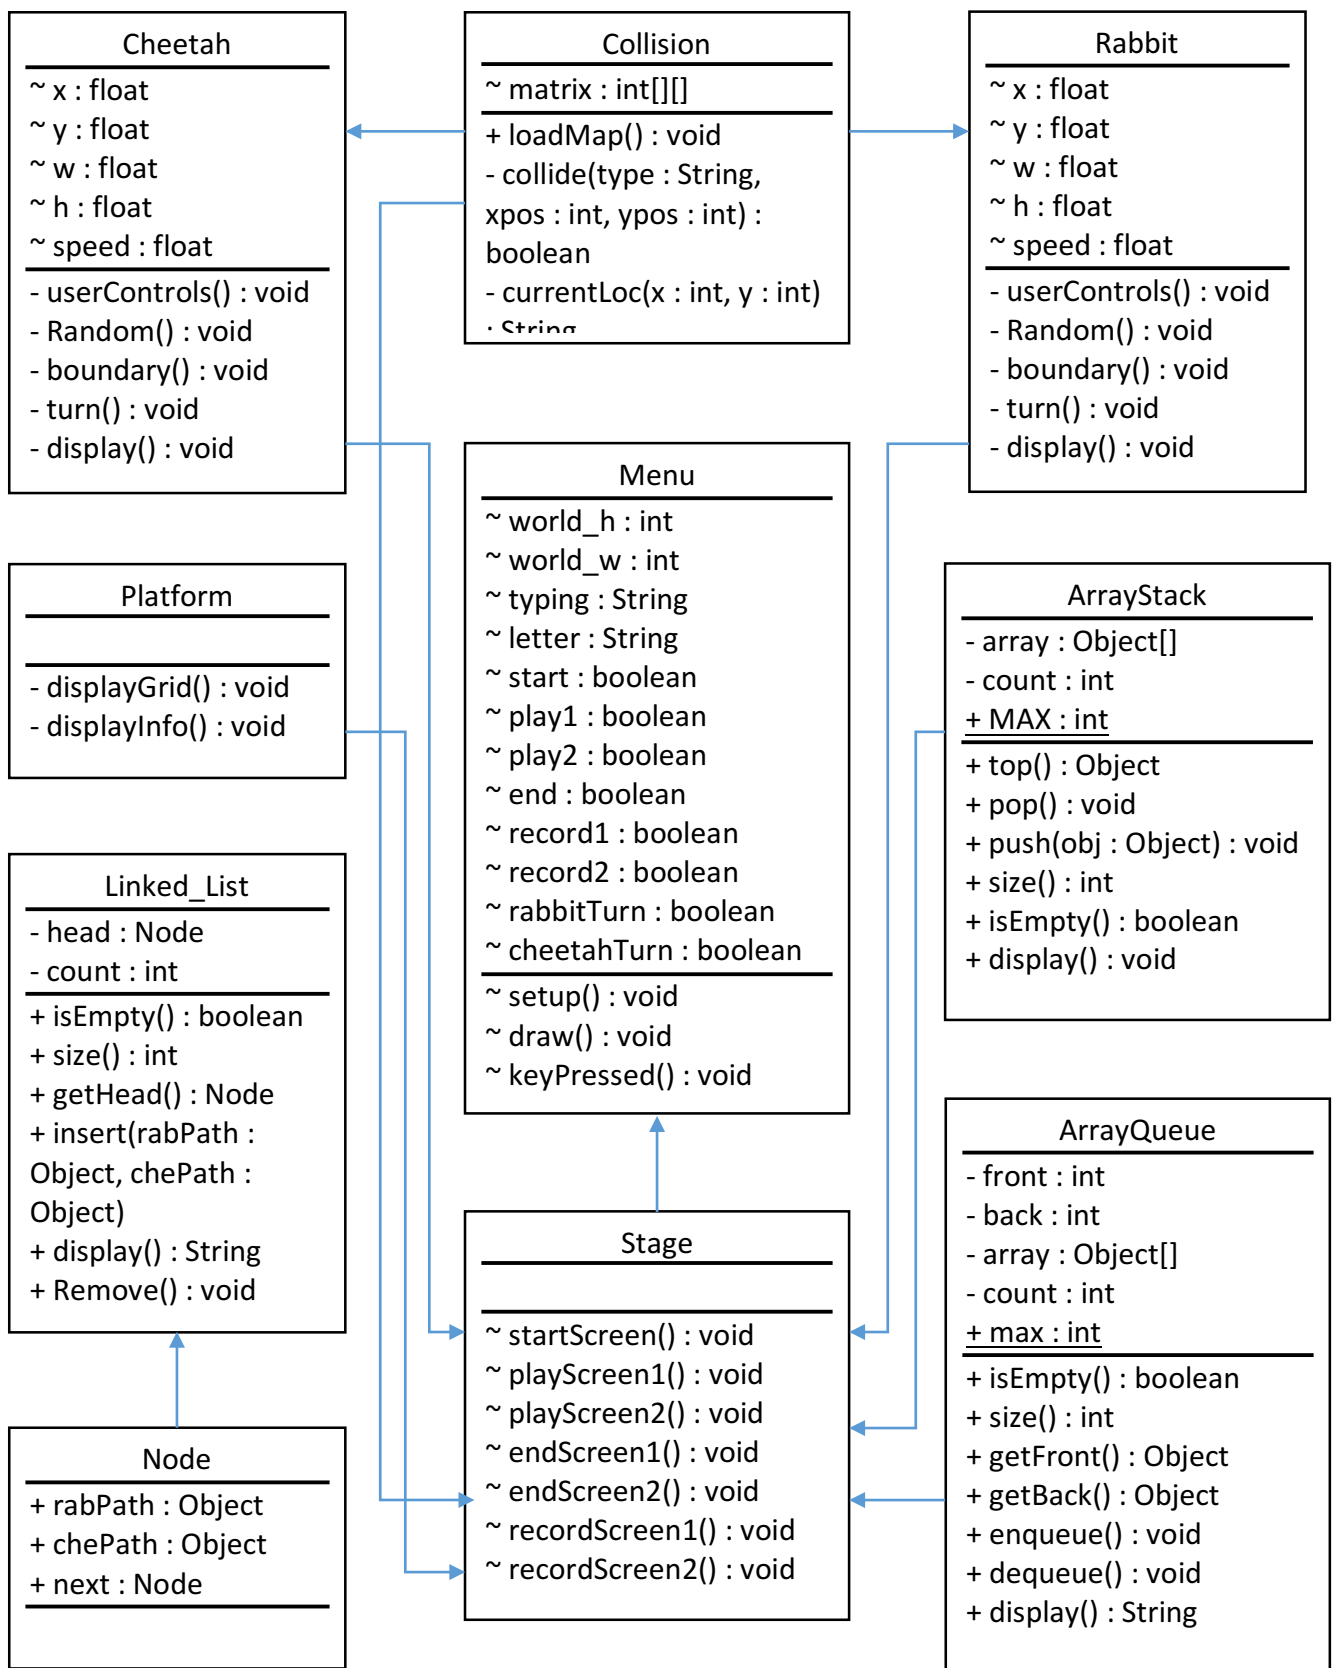 Cheetah
~ x : float
~ y : float
~ w : float
~ h : float
~ speed : float
- userControls() : void
- Random() : void
- boundary() : void
- turn() : void
- display() : void
Collision
~ matrix : int[][]
+ loadMap() : void
- collide(type : String,
xpos : int, ypos : int) :
boolean
- currentLoc(x : int, y : int)
: String
Rabbit
~ x : float
~ y : float
~ w : float
~ h : float
~ speed : float
- userControls() : void
- Random() : void
- boundary() : void
- turn() : void
- display() : void
Platform
- displayGrid() : void
- displayInfo() : void
Menu
~ world_h : int
~ world_w : int
~ typing : String
~ letter : String
~ start : boolean
~ play1 : boolean
~ play2 : boolean
~ end : boolean
~ record1 : boolean
~ record2 : boolean
~ rabbitTurn : boolean
~ cheetahTurn : boolean
~ setup() : void
~ draw() : void
~ keyPressed() : void
ArrayStack
- array : Object[]
- count : int
+ MAX : int
+ top() : Object
+ pop() : void
+ push(obj : Object) : void
+ size() : int
+ isEmpty() : boolean
+ display() : void
Linked_List
- head : Node
- count : int
+ isEmpty() : boolean
+ size() : int
+ getHead() : Node
+ insert(rabPath :
Object, chePath :
Object)
+ display() : String
+ Remove() : void
Stage
~ startScreen() : void
~ playScreen1() : void
~ playScreen2() : void
~ endScreen1() : void
~ endScreen2() : void
~ recordScreen1() : void
~ recordScreen2() : void
ArrayQueue
- front : int
- back : int
- array : Object[]
- count : int
+ max : int
+ isEmpty() : boolean
+ size() : int
+ getFront() : Object
+ getBack() : Object
+ enqueue() : void
+ dequeue() : void
+ display() : String
Node
+ rabPath : Object
+ chePath : Object
+ next : Node